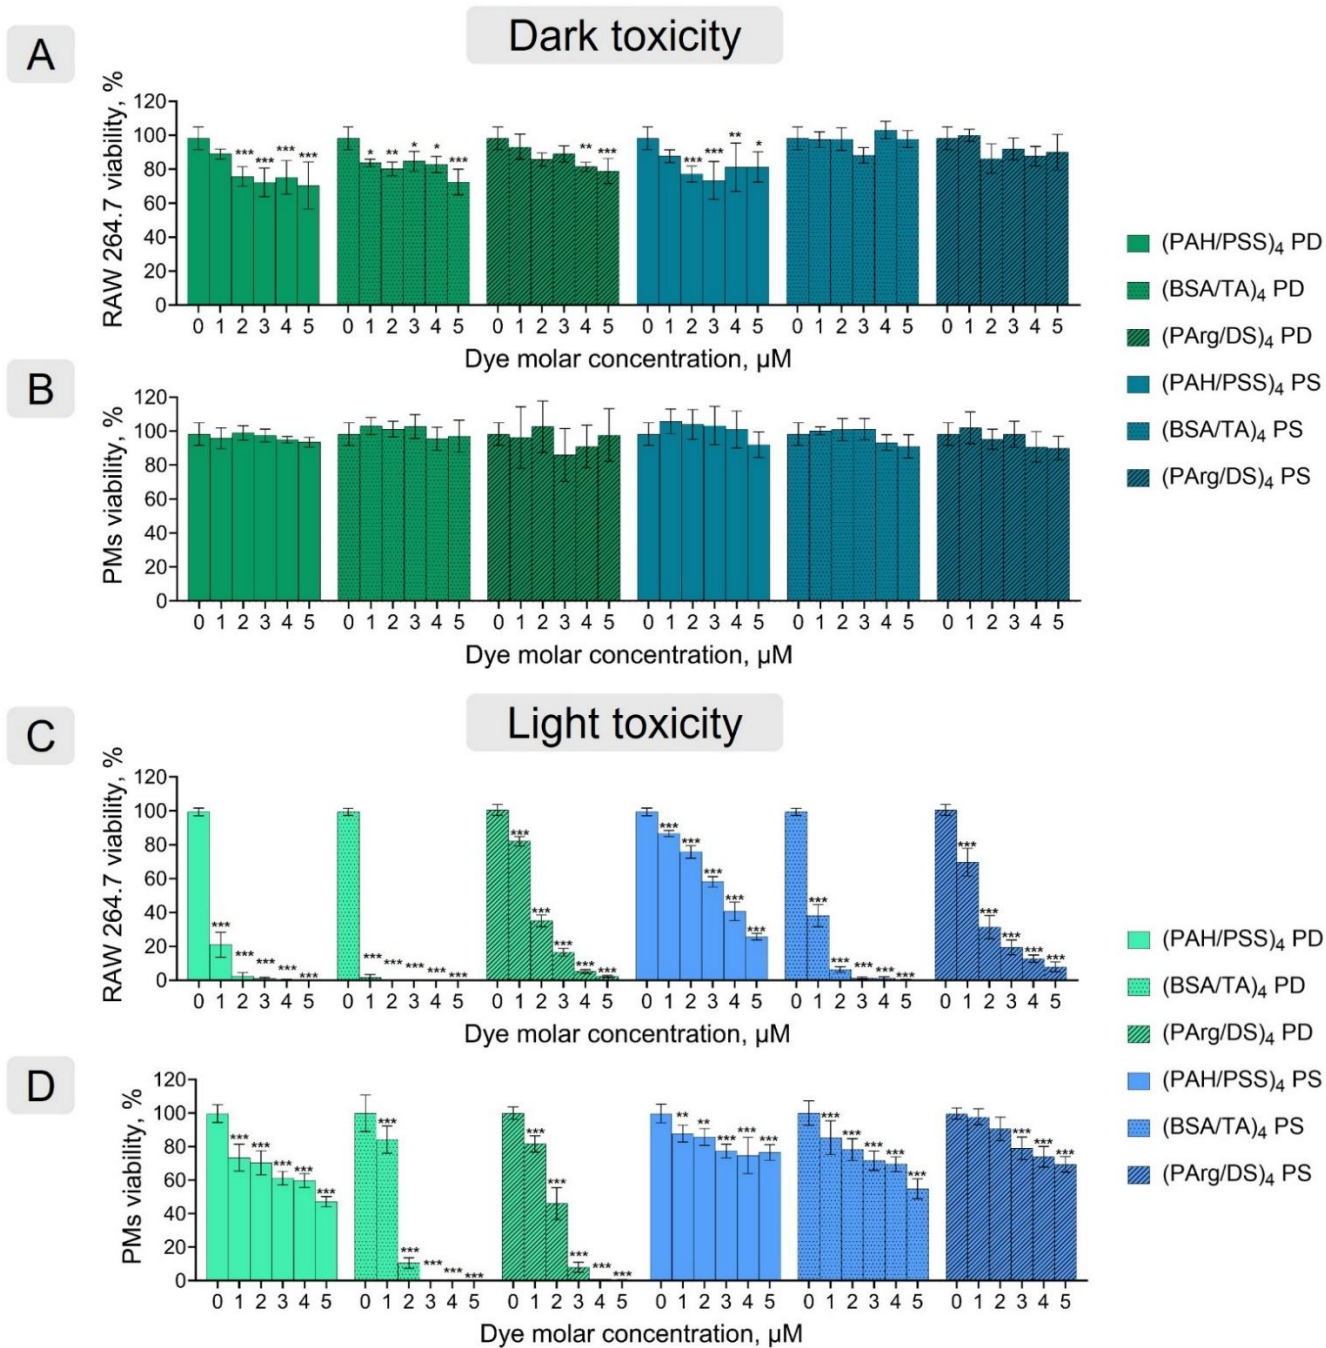 Dark toxicity
A
RAW 264.7 viability, %
120
100
80
60
40
20
0
* * * * * * * * * * * * * * * * * * * * * * * * * * * * * * * * *
0 1 2 3 4 5 0 1 2 3 4 5 0 1 2 3 4 5 0 1 2 3 4 5 0 1 2 3 4 5 0 1 2 3 4 5
Dye molar concentration, µM
(PAH/PSS)4 PD
(BSA/TA)4 PD
(PArg/DS)4 PD
(PAH/PSS)4 PS
(BSA/TA)4 PS
(PArg/DS)4 PS
B
PMs viability, %
120
100
80
60
40
20
0
0 1 2 3 4 5 0 1 2 3 4 5 0 1 2 3 4 5 0 1 2 3 4 5 0 1 2 3 4 5 0 1 2 3 4 5
Dye molar concentration, µM
Light toxicity
C
RAW 264.7 viability, %
120
100
80
60
40
20
0
*** *** *** *** *** *** *** *** *** *** *** *** *** *** *** *** *** *** *** *** *** *** *** *** *** *** *** *** *** ***
0 1 2 3 4 5 0 1 2 3 4 5 0 1 2 3 4 5 0 1 2 3 4 5 0 1 2 3 4 5 0 1 2 3 4 5
Dye molar concentration, µM
(PAH/PSS)4 PD
(BSA/TA)4 PD
(PArg/DS)4 PD
(PAH/PSS)4 PS
(BSA/TA)4 PS
(PArg/DS)4 PS
D
PMs viability, %
120
100
80
60
40
20
0
*** *** *** *** *** *** *** *** *** *** *** *** *** *** *** ** ** *** *** *** *** *** *** *** *** *** *** ***
0 1 2 3 4 5 0 1 2 3 4 5 0 1 2 3 4 5 0 1 2 3 4 5 0 1 2 3 4 5 0 1 2 3 4 5
Dye molar concentration, µM